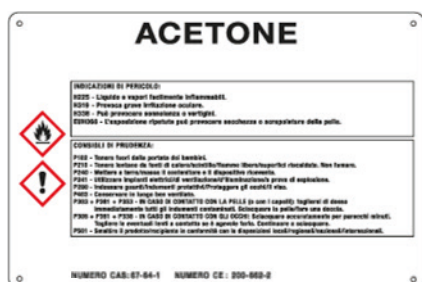 ACETONE
INDICAZIONI DI PERICOLO:
H225 - Liquido e vapori facilmente infiammabili.
H319 - Provoca grave irritazione oculare.
H336 - Può provocare sonnolenza o vertigini.
EUH066 - L'esposizione ripetuta può provocare secchezza o screpolature della pelle.
CONSIGLI DI PRUDENZA:
P102 - Tenere fuori dalla portata dei bambini.
P210 - Tenere lontano da fonti di calore/scintille/fiamme libere/superfici riscaldate. Non fumare.
P240 - Mettere a terra/massa il contenitore e il dispositivo ricevente.
P241 - Utilizzare impianti elettrici/di ventilazione/d'illuminazione/a prova di esplosione.
P280 - Indossare guanti/indumenti protettivi/Proteggere gli occhi/il viso.
P402 - Conservare in luogo ben ventilato.
P303 + P361 + P353 - IN CASO DI CONTATTO CON LA PELLE (o con i capelli): togliersi di dosso
immediatamente tutti gli indumenti contaminati. Sciacquare la pelle/fare una doccia.
P305 + P351 + P338 - IN CASO DI CONTATTO CON GLI OCCHI: Sciacquare accuratamente per parecchi minuti.
Togliere le eventuali lenti a contatto se è agevole farlo. Continuare a sciacquare.
P501 - Smaltire il prodotto/recipiente in conformità con le disposizioni locali/regionali/nazionali/internazionali.
NUMERO CAS: 67-64-1 NUMERO CE : 200-662-2